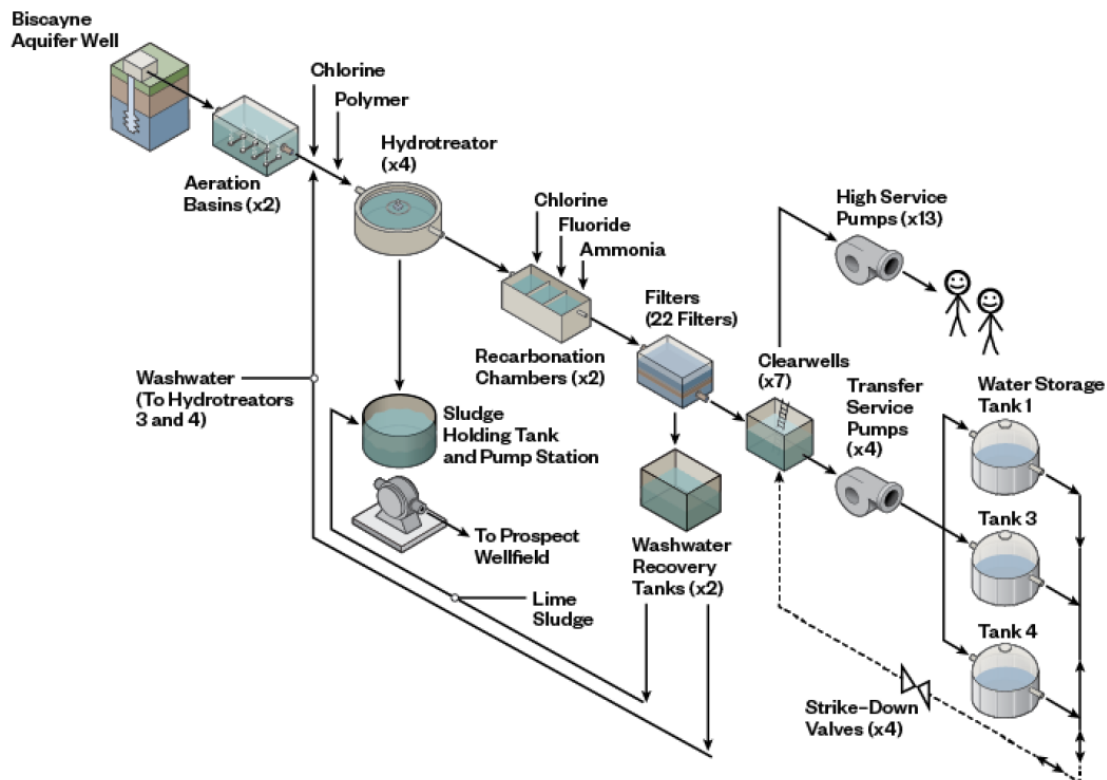 Biscayne
Aquifer Well
Chlorine
Polymer
Hydrotreator
(x4)
Aeration
Basins (x2)
Chlorine
Fluoride
Ammonia
High Service
Pumps (x13)
Filters
(22 Filters)
Recarbonation
Chambers (x2)
Clearwells
(x7)
Washwater
(To Hydrotreators
3 and 4)
Transfer
Service
Pumps
(x4)
Water Storage
Tank 1
Sludge
Holding Tank
and Pump Station
To Prospect
Wellfield
Washwater
Recovery
Tanks (x2)
Tank 3
Lime
Sludge
Tank 4
Strike–Down
Valves (x4)